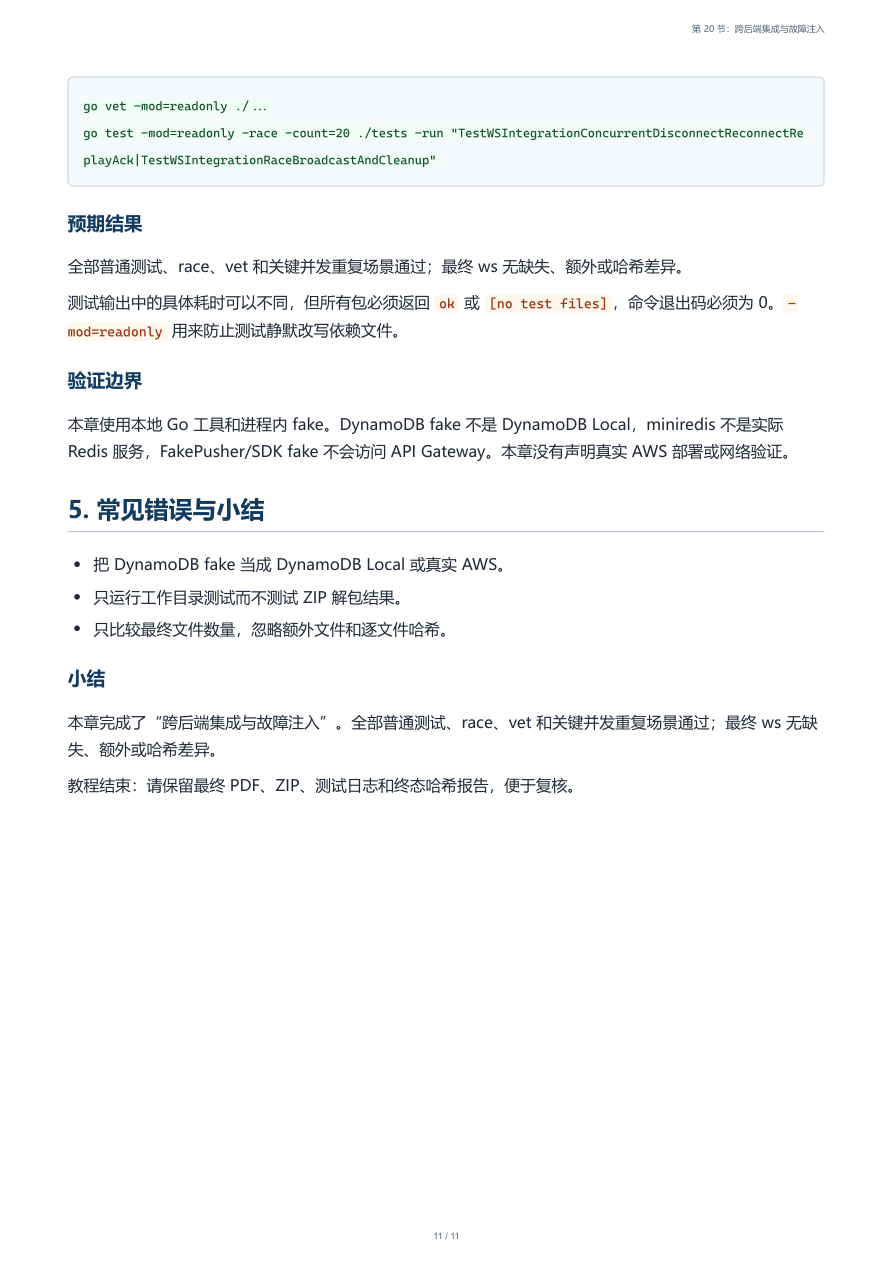 第 20 节：跨后端集成与故障注入
go vet -mod=readonly ./...
go test -mod=readonly -race -count=20 ./tests -run "TestWSIntegrationConcurrentDisconnectReconnectRe
playAck|TestWSIntegrationRaceBroadcastAndCleanup"
预期结果
全部普通测试、race、vet 和关键并发重复场景通过；最终 ws 无缺失、额外或哈希差异。
测试输出中的具体耗时可以不同，但所有包必须返回 ok 或 [no test files]，命令退出码必须为 0。-
mod=readonly 用来防止测试静默改写依赖文件。
验证边界
本章使用本地 Go 工具和进程内 fake。DynamoDB fake 不是 DynamoDB Local，miniredis 不是实际
Redis 服务，FakePusher/SDK fake 不会访问 API Gateway。本章没有声明真实 AWS 部署或网络验证。
5. 常见错误与小结
• 把 DynamoDB fake 当成 DynamoDB Local 或真实 AWS。
• 只运行工作目录测试而不测试 ZIP 解包结果。
• 只比较最终文件数量，忽略额外文件和逐文件哈希。
小结
本章完成了“跨后端集成与故障注入”。全部普通测试、race、vet 和关键并发重复场景通过；最终 ws 无缺
失、额外或哈希差异。
教程结束：请保留最终 PDF、ZIP、测试日志和终态哈希报告，便于复核。
11 / 11